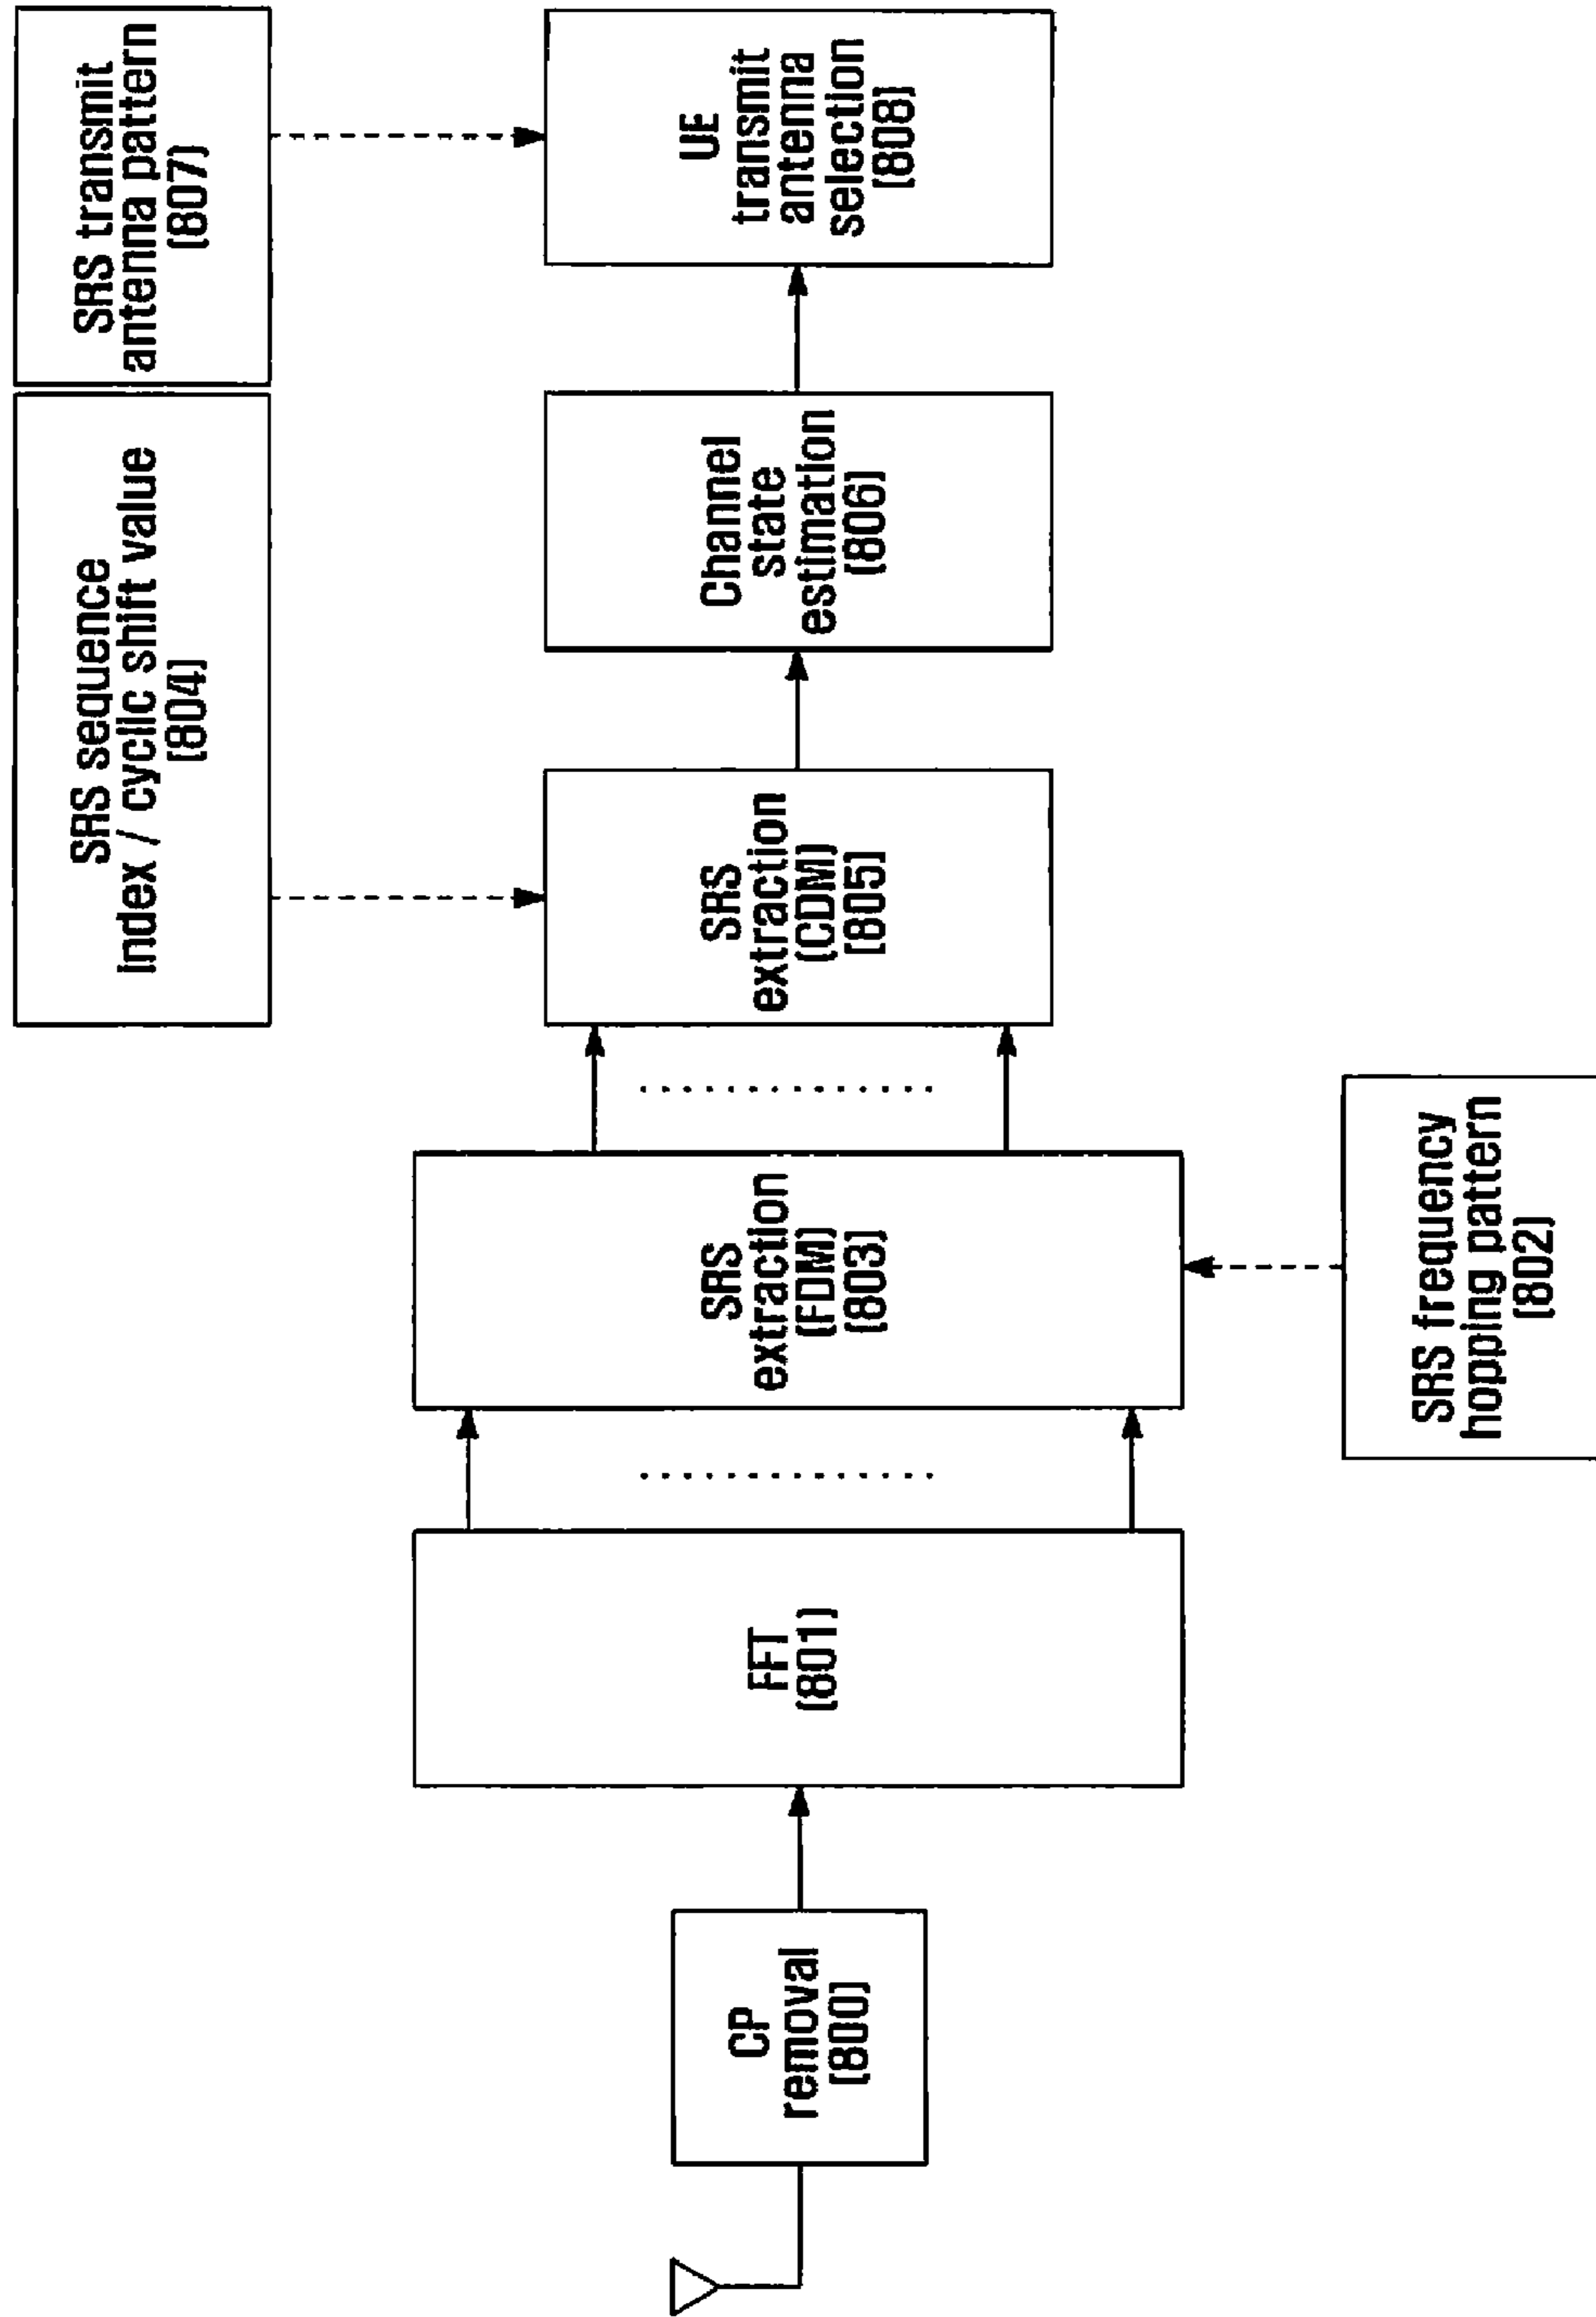 CP
removal
(800)
FFT
(801)
SRS frequency
hopping pattern
(802)
SRS
extraction
(FDM)
(803)
SRS sequence
index / cyclic shift value
(804)
SRS
extraction
(CDM)
(805)
Channel
state
estimation
(806)
SRS transmit
antenna pattern
(807)
UE
transmit
antenna
selection
(808)